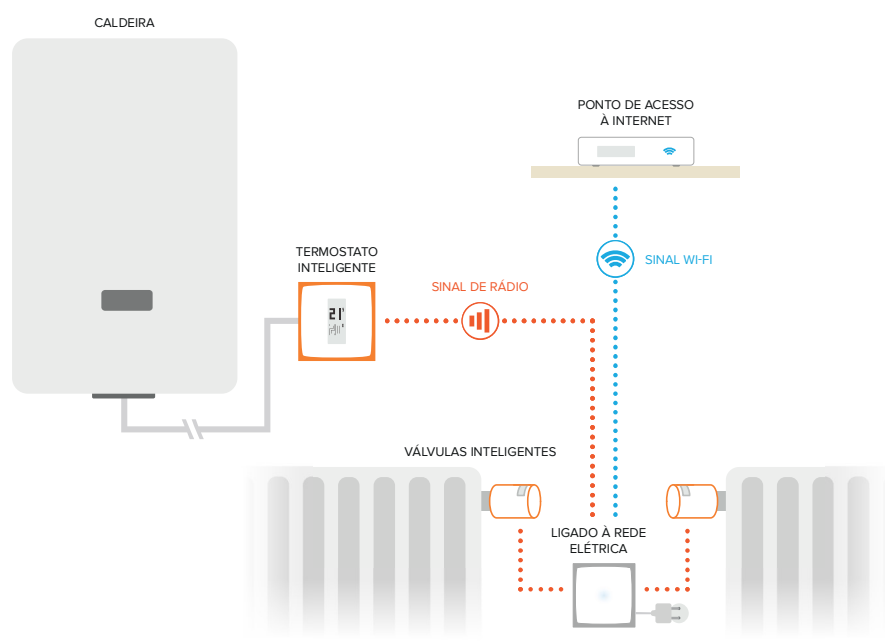 CALDEIRA
PONTO DE ACESSO
À INTERNET
TERMOSTATO
INTELIGENTE
SINAL WI-FI
SINAL DE RÁDIO
21°
VÁLVULAS INTELIGENTES
LIGADO À REDE
ELÉTRICA